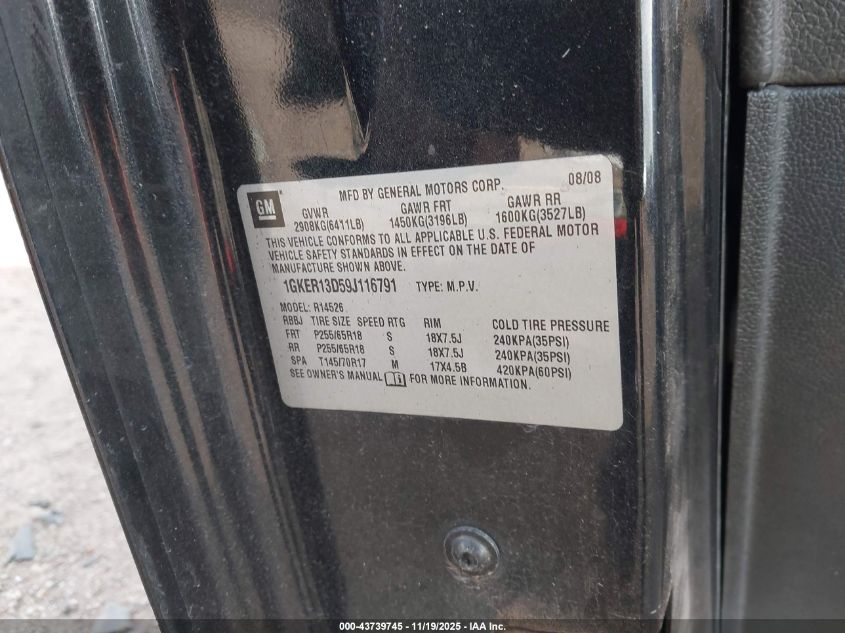 GM
MFD BY GENERAL MOTORS CORP. 08/08
GVWR GAWR FRT GAWR RR
2908KG(6411LB) 1450KG(3196LB) 1600KG(3527LB)
THIS VEHICLE CONFORMS TO ALL APPLICABLE U.S. FEDERAL MOTOR
VEHICLE SAFETY STANDARDS IN EFFECT ON THE DATE OF
MANUFACTURE SHOWN ABOVE.
1GKER13D59J116791 TYPE: M.P.V.
MODEL: R14526
RBBJ TIRE SIZE SPEED RTG RIM COLD TIRE PRESSURE
FRT P255/65R18 S 18X7.5J 240KPA(35PSI)
RR P255/65R18 S 18X7.5J 240KPA(35PSI)
SPA T145/70R17 M 17X4.5B 420KPA(60PSI)
SEE OWNER'S MANUAL FOR MORE INFORMATION.
000-43739745 - 11/19/2025 - IAA Inc.